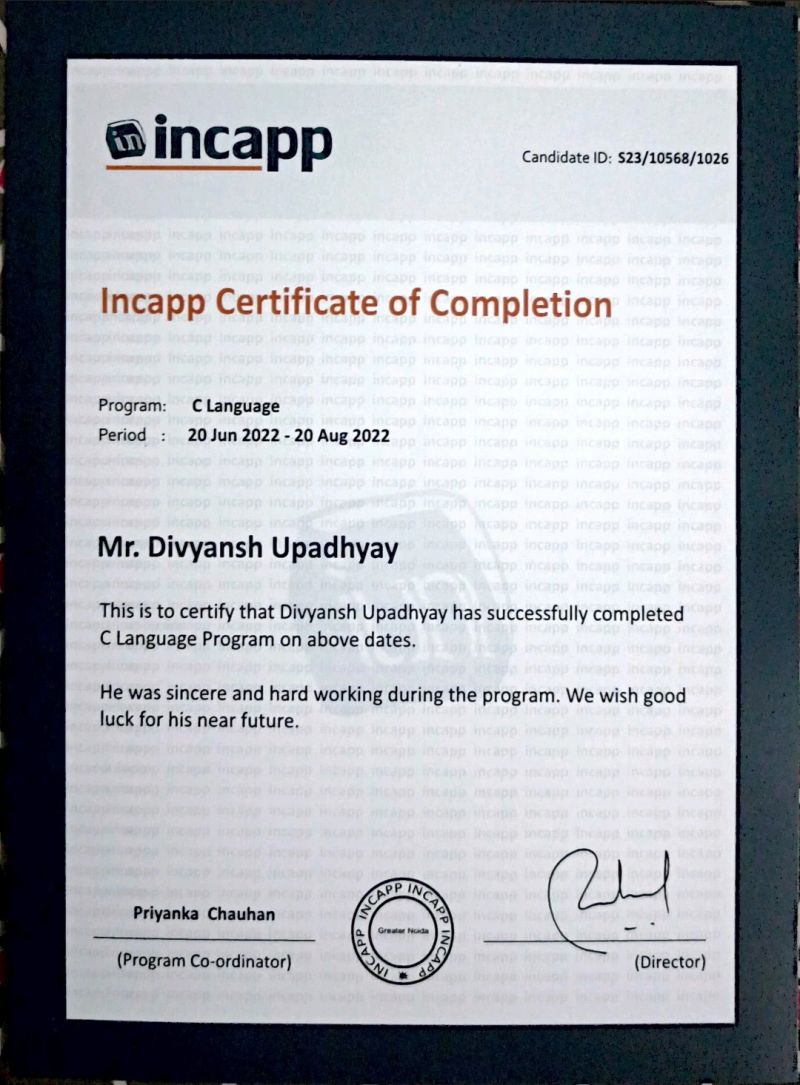 in incapp
Candidate ID: S23/10568/1026
Incapp Certificate of Completion
Program: C Language
Period : 20 Jun 2022 - 20 Aug 2022
Mr. Divyansh Upadhyay
This is to certify that Divyansh Upadhyay has successfully completed
C Language Program on above dates.
He was sincere and hard working during the program. We wish good
luck for his near future.
Priyanka Chauhan
(Program Co-ordinator)
INCAPP INCAPP INCAPP INCAPP
Greater Noida
(Director)